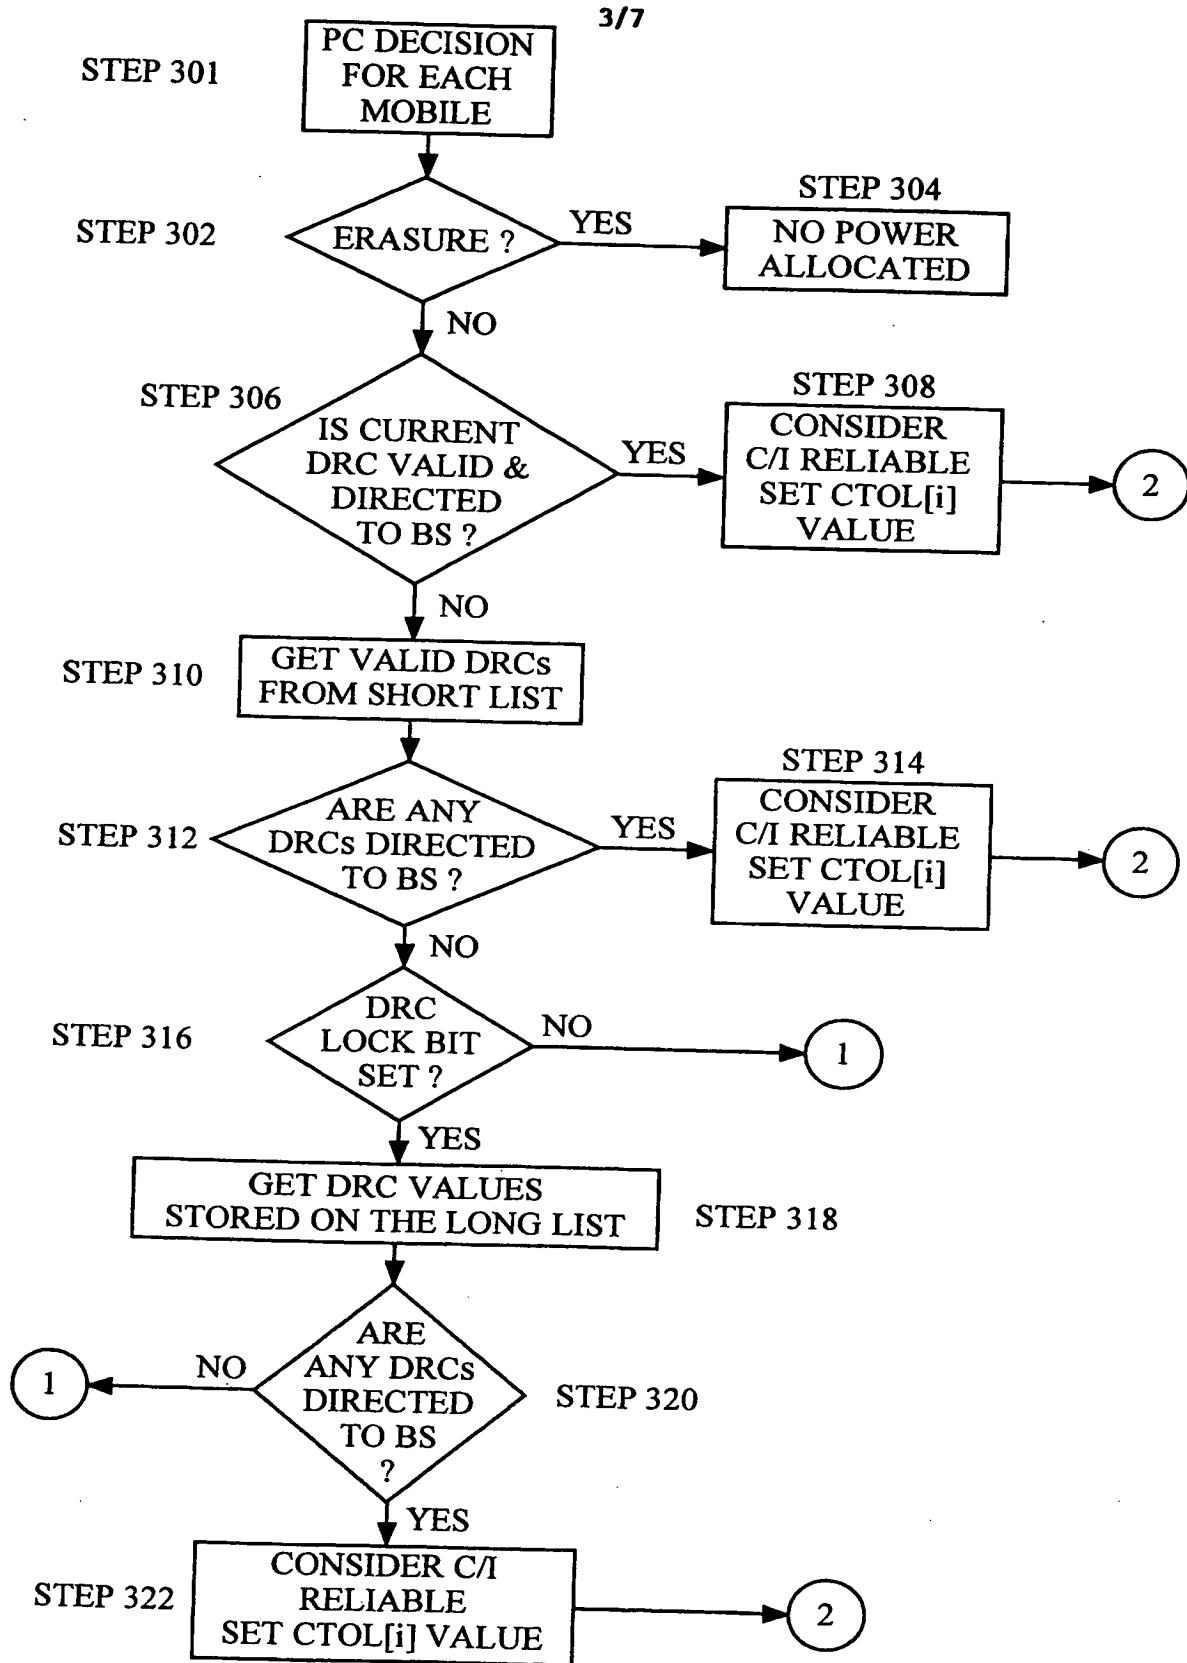 3/7
STEP 301
PC DECISION
FOR EACH
MOBILE
STEP 302
ERASURE ?
YES
STEP 304
NO POWER
ALLOCATED
NO
STEP 306
IS CURRENT
DRC VALID &
DIRECTED
TO BS ?
YES
STEP 308
CONSIDER
C/I RELIABLE
SET CTOL[i]
VALUE
2
NO
STEP 310
GET VALID DRCs
FROM SHORT LIST
STEP 312
ARE ANY
DRCs DIRECTED
TO BS ?
YES
STEP 314
CONSIDER
C/I RELIABLE
SET CTOL[i]
VALUE
2
NO
STEP 316
DRC
LOCK BIT
SET ?
NO
1
YES
GET DRC VALUES
STORED ON THE LONG LIST
STEP 318
1
NO
ARE
ANY DRCs
DIRECTED
TO BS
?
STEP 320
YES
STEP 322
CONSIDER C/I
RELIABLE
SET CTOL[i] VALUE
2